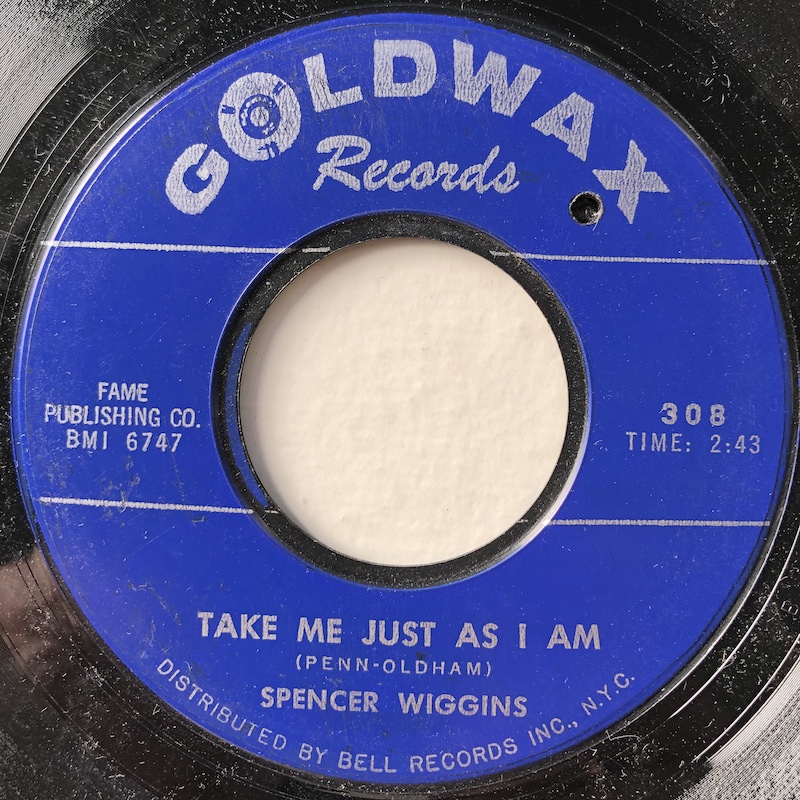 GOLDWAX
Records
FAME
PUBLISHING CO.
BMI 6747
308
TIME: 2:43
TAKE ME JUST AS I AM
(PENN-OLDHAM)
SPENCER WIGGINS
DISTRIBUTED BY BELL RECORDS INC., N.Y.C.